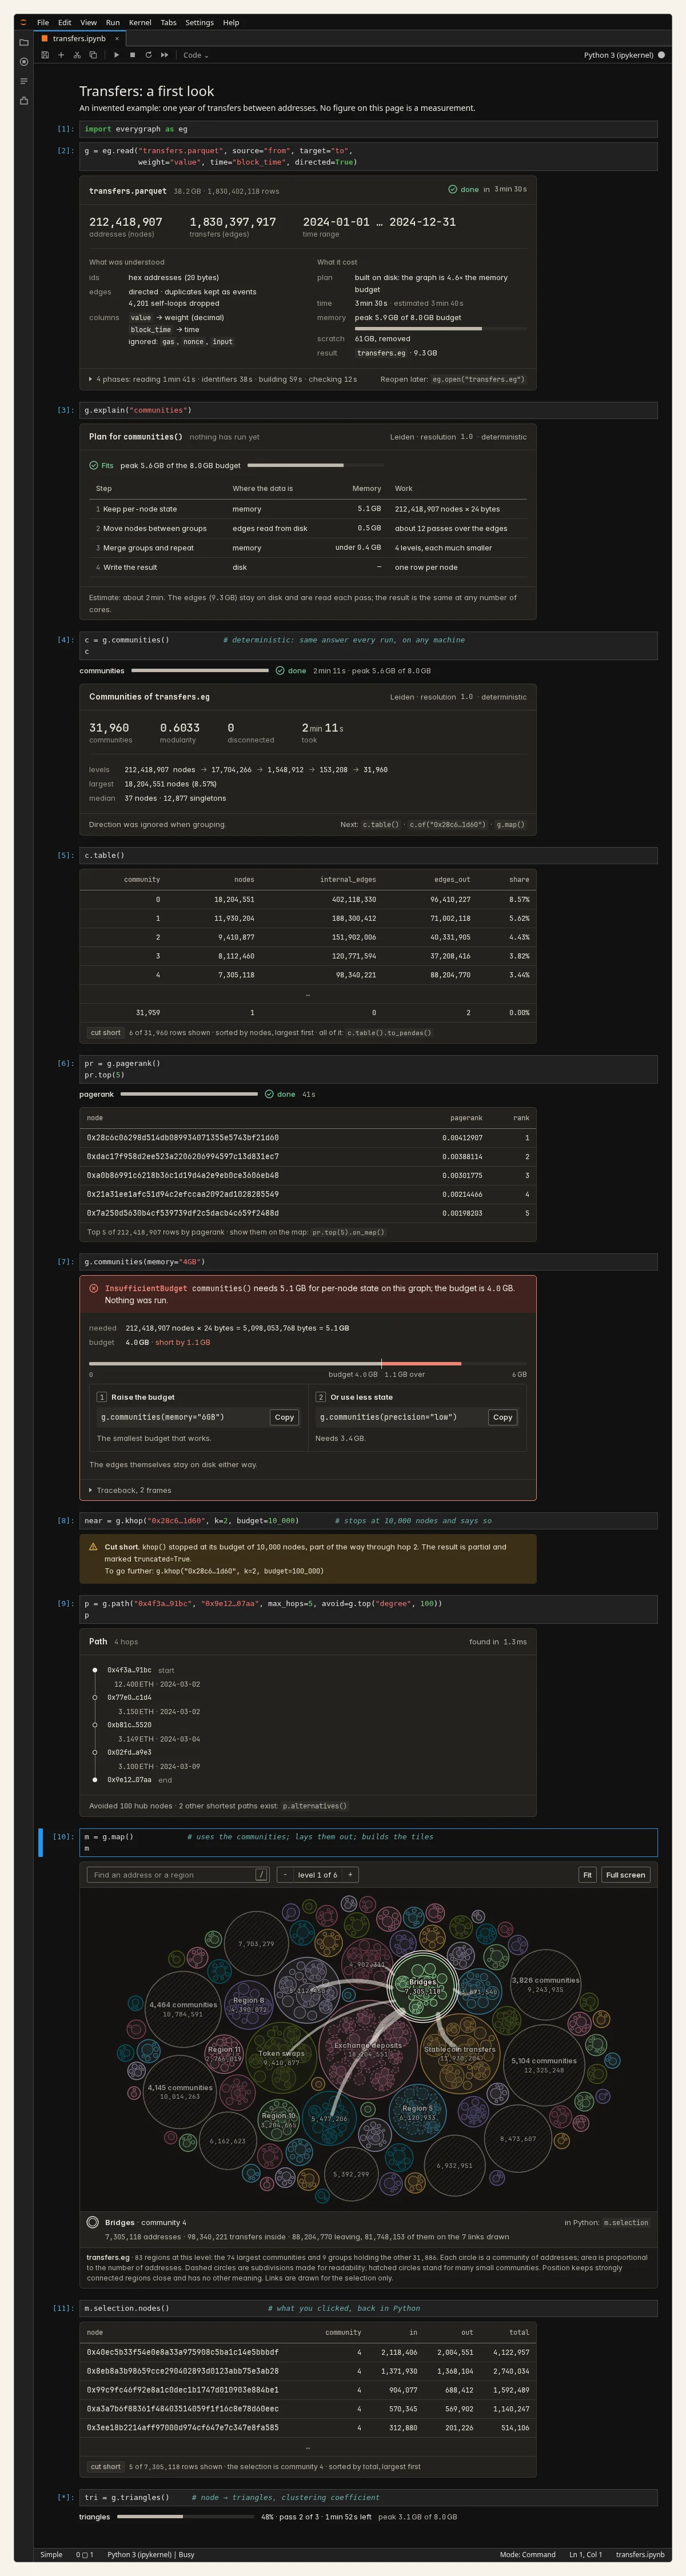 File Edit View Run Kernel Tabs Settings Help
transfers.ipynb ×
Code Python 3 (ipykernel)
Transfers: a first look
An invented example: one year of transfers between addresses. No figure on this page is a measurement.
[1]: import everygraph as eg
[2]: g = eg.read("transfers.parquet", source="from", target="to",
weight="value", time="block_time", directed=True)
transfers.parquet 38.2 GB · 1,830,402,118 rows done in 3 min 30 s
212,418,907 1,830,397,917 2024-01-01 … 2024-12-31
addresses (nodes) transfers (edges) time range
What was understood What it cost
ids hex addresses (20 bytes) plan built on disk: the graph is 4.6× the memory
budget
edges directed · duplicates kept as events
4,201 self-loops dropped
time 3 min 30 s · estimated 3 min 40 s
columns value → weight (decimal) memory peak 5.9 GB of 8.0 GB budget
block_time → time
ignored: gas, nonce, input scratch 61 GB, removed
result transfers.eg · 9.3 GB
4 phases: reading 1 min 41 s · identifiers 38 s · building 59 s · checking 12 s Reopen later: eg.open("transfers.eg")
[3]: g.explain("communities")
Plan for communities() nothing has run yet Leiden · resolution 1.0 · deterministic
Fits peak 5.6 GB of the 8.0 GB budget
Step Where the data is Memory Work
1 Keep per-node state memory 5.1 GB 212,418,907 nodes × 24 bytes
2 Move nodes between groups edges read from disk 0.5 GB about 12 passes over the edges
3 Merge groups and repeat memory under 0.4 GB 4 levels, each much smaller
4 Write the result disk — one row per node
Estimate: about 2 min. The edges (9.3 GB) stay on disk and are read each pass; the result is the same at any number of
cores.
[4]: c = g.communities() # deterministic: same answer every run, on any machine
c
communities done 2 min 11 s · peak 5.6 GB of 8.0 GB
Communities of transfers.eg Leiden · resolution 1.0 · deterministic
31,960 0.6033 0 2 min 11 s
communities modularity disconnected took
levels 212,418,907 nodes → 17,704,266 → 1,548,912 → 153,208 → 31,960
largest 18,204,551 nodes (8.57%)
median 37 nodes · 12,877 singletons
Direction was ignored when grouping. Next: c.table() · c.of("0x28c6…1d60") · g.map()
[5]: c.table()
community nodes internal_edges edges_out share
0 18,204,551 402,118,330 96,410,227 8.57%
1 11,930,204 188,300,412 71,002,118 5.62%
2 9,410,877 151,902,006 40,331,905 4.43%
3 8,112,460 120,771,594 37,208,416 3.82%
4 7,305,118 98,340,221 88,204,770 3.44%
…
31,959 1 0 2 0.00%
cut short 6 of 31,960 rows shown · sorted by nodes, largest first · all of it: c.table().to_pandas()
[6]: pr = g.pagerank()
pr.top(5)
pagerank done 41 s
node pagerank rank
0x28c6c06298d514db089934071355e5743bf21d60 0.00412907 1
0xdac17f958d2ee523a2206206994597c13d831ec7 0.00388114 2
0xa0b86991c6218b36c1d19d4a2e9eb0ce3606eb48 0.00301775 3
0x21a31ee1afc51d94c2efccaa2092ad1028285549 0.00214466 4
0x7a250d5630b4cf539739df2c5dacb4c659f2488d 0.00198203 5
Top 5 of 212,418,907 rows by pagerank · show them on the map: pr.top(5).on_map()
[7]: g.communities(memory="4GB")
InsufficientBudget communities() needs 5.1 GB for per-node state on this graph; the budget is 4.0 GB.
Nothing was run.
needed 212,418,907 nodes × 24 bytes = 5,098,053,768 bytes = 5.1 GB
budget 4.0 GB · short by 1.1 GB
0 budget 4.0 GB 1.1 GB over 6 GB
1 Raise the budget 2 Or use less state
g.communities(memory="6GB") Copy g.communities(precision="low") Copy
The smallest budget that works. Needs 3.4 GB.
The edges themselves stay on disk either way.
Traceback, 2 frames
[8]: near = g.khop("0x28c6…1d60", k=2, budget=10_000) # stops at 10,000 nodes and says so
Cut short. khop() stopped at its budget of 10,000 nodes, part of the way through hop 2. The result is partial and
marked truncated=True.
To go further: g.khop("0x28c6…1d60", k=2, budget=100_000)
[9]: p = g.path("0x4f3a…91bc", "0x9e12…07aa", max_hops=5, avoid=g.top("degree", 100))
p
Path 4 hops found in 1.3 ms
0x4f3a…91bc start
12.400 ETH · 2024-03-02
0x77e0…c1d4
3.150 ETH · 2024-03-02
0xb81c…5520
3.149 ETH · 2024-03-04
0x02fd…a9e3
3.100 ETH · 2024-03-09
0x9e12…07aa end
Avoided 100 hub nodes · 2 other shortest paths exist: p.alternatives()
[10]: m = g.map() # uses the communities; lays them out; builds the tiles
m
Find an address or a region / - level 1 of 6 + Fit Full screen
7,703,279
4,902,311
Bridges
7,305,118
3,826 communities
9,243,935
4,464 communities
10,784,591
Region 8
4,390,072
Region 11
Token swaps
9,410,877
Exchange deposits
18,204,551
Stablecoin transfers
11,930,204
5,104 communities
12,325,248
4,145 communities
10,014,263
Region 10
3,204,665
5,477,206
Region 5
6,120,933
6,162,623
8,473,607
5,392,299
6,932,951
Bridges · community 4 in Python: m.selection
7,305,118 addresses · 98,340,221 transfers inside · 88,204,770 leaving, 81,748,153 of them on the 7 links drawn
transfers.eg · 83 regions at this level: the 74 largest communities and 9 groups holding the other 31,886. Each circle is a community of addresses; area is proportional
to the number of addresses. Dashed circles are subdivisions made for readability; hatched circles stand for many small communities. Position keeps strongly
connected regions close and has no other meaning. Links are drawn for the selection only.
[11]: m.selection.nodes() # what you clicked, back in Python
node community in out total
0x40ec5b33f54e0e8a33a975908c5ba1c14e5bbbdf 4 2,118,406 2,004,551 4,122,957
0x8eb8a3b98659cce290402893d0123abb75e3ab28 4 1,371,930 1,368,104 2,740,034
0x99c9fc46f92e8a1c0dec1b1747d010903e884be1 4 904,077 688,412 1,592,489
0xa3a7b6f88361f48403514059f1f16c8e78d60eec 4 570,345 569,902 1,140,247
0x3ee18b2214aff97000d974cf647e7c347e8fa585 4 312,880 201,226 514,106
…
cut short 5 of 7,305,118 rows shown · the selection is community 4 · sorted by total, largest first
[*]: tri = g.triangles() # node → triangles, clustering coefficient
triangles 48% · pass 2 of 3 · 1 min 52 s left peak 3.1 GB of 8.0 GB
Simple 0 1 Python 3 (ipykernel) | Busy Mode: Command Ln 1, Col 1 transfers.ipynb